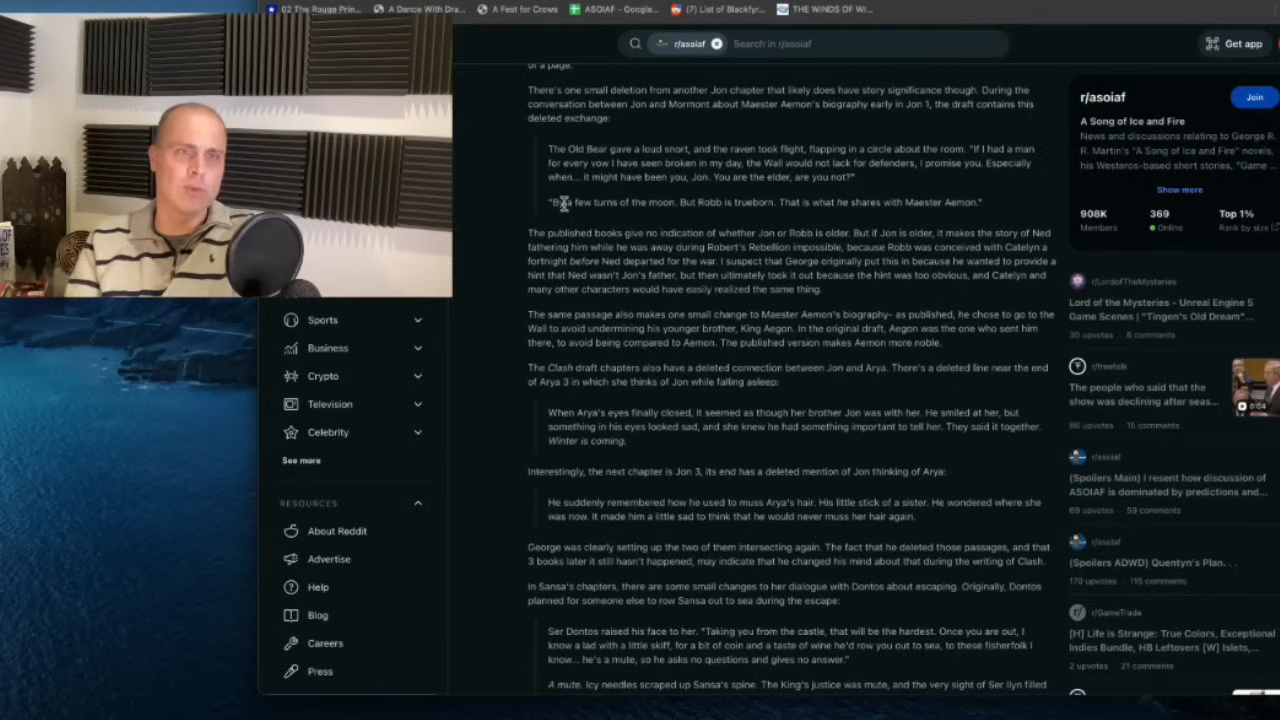 02 The Rouge Prin...
A Dance With Dra...
A Fest for Crows
ASOIAF - Google...
(7) List of Blackfyr...
THE WINDS OF WI...
r/asoiaf
Search in r/asoiaf
Get app
of a page.
There's one small deletion from another Jon chapter that likely does have story significance though. During the
conversation between Jon and Mormont about Maester Aemon's biography early in Jon 1, the draft contains this
deleted exchange:
The Old Bear gave a loud snort, and the raven took flight, flapping in a circle about the room. "If I had a man
for every vow I have seen broken in my day, the Wall would not lack for defenders, I promise you. Especially
when... it might have been you, Jon. You are the elder, are you not?"
a few turns of the moon. But Robb is trueborn. That is what he shares with Maester Aemon."
The published books give no indication of whether Jon or Robb is older. But if Jon is older, it makes the story of Ned
fathering him while he was away during Robert's Rebellion impossible, because Robb was conceived with Catelyn a
fortnight before Ned departed for the war. I suspect that George originally put this in because he wanted to provide a
hint that Ned wasn't Jon's father, but then ultimately took it out because the hint was too obvious, and Catelyn and
many other characters would have easily realized the same thing.
The same passage also makes one small change to Maester Aemon's biography- as published, he chose to go to the
Wall to avoid undermining his younger brother, King Aegon. In the original draft, Aegon was the one who sent him
there, to avoid being compared to Aemon. The published version makes Aemon more noble.
The Clash draft chapters also have a deleted connection between Jon and Arya. There's a deleted line near the end
of Arya 3 in which she thinks of Jon while falling asleep:
When Arya's eyes finally closed, it seemed as though her brother Jon was with her. He smiled at her, but
something in his eyes looked sad, and she knew he had something important to tell her. They said it together.
Winter is coming.
Interestingly, the next chapter is Jon 3, its end has a deleted mention of Jon thinking of Arya:
He suddenly remembered how he used to muss Arya's hair. His little stick of a sister. He wondered where she
was now. It made him a little sad to think that he would never muss her hair again.
George was clearly setting up the two of them intersecting again. The fact that he deleted those passages, and that
3 books later it still hasn't happened, may indicate that he changed his mind about that during the writing of Clash.
In Sansa's chapters, there are some small changes to her dialogue with Dontos about escaping. Originally, Dontos
planned for someone else to row Sansa out to sea during the escape:
Ser Dontos raised his face to her. "Taking you from the castle, that will be the hardest. Once you are out, I
know a lad with a little skiff, for a bit of coin and a taste of wine he'd row you out to sea, to these fisherfolk I
know... he's a mute, so he asks no questions and gives no answer."
A mute. Icy needles scraped up Sansa's spine. The King's justice was mute, and the very sight of Ser Ilyn filled
Sports
Business
Crypto
Television
Celebrity
See more
RESOURCES
About Reddit
Advertise
Help
Blog
Careers
Press
r/asoiaf
Join
A Song of Ice and Fire
News and discussions relating to George R.
R. Martin's "A Song of Ice and Fire" novels,
his Westeros-based short stories, "Game ...
Show more
908K
369
Top 1%
Members
Online
Rank by size
r/LordofTheMysteries
Lord of the Mysteries - Unreal Engine 5
Game Scenes | "Tingen's Old Dream"...
30 upvotes · 6 comments
r/freefolk
The people who said that the
show was declining after seas...
0:04
86 upvotes · 15 comments
r/asoiaf
(Spoilers Main) I resent how discussion of
ASOIAF is dominated by predictions and...
69 upvotes · 59 comments
r/asoiaf
(Spoilers ADWD) Quentyn's Plan. . .
170 upvotes · 115 comments
r/GameTrade
[H] Life is Strange: True Colors, Exceptional
Indies Bundle, HB Leftovers [W] Islets,...
2 upvotes · 21 comments